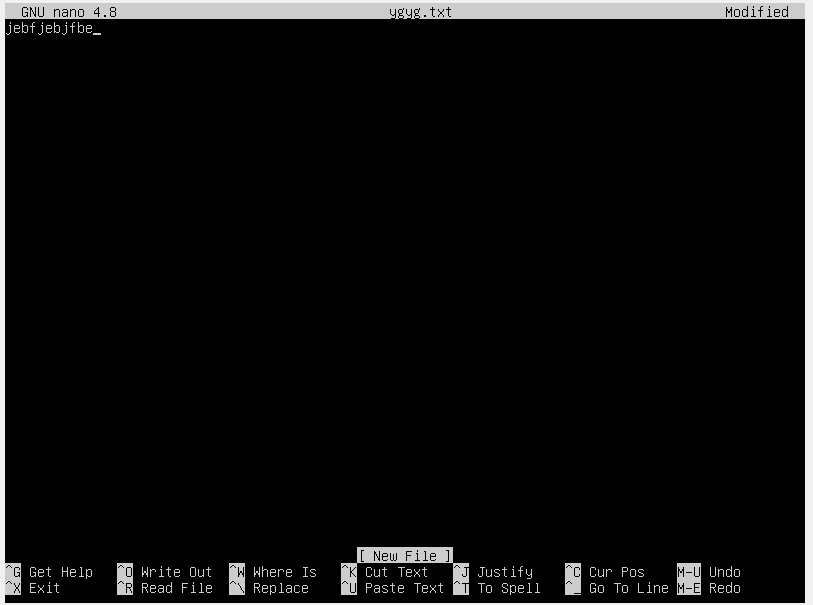 GNU nano 4.8 ygyg.txt Modified
jebfjebjfbe_
[ New File ]
^G Get Help ^O Write Out ^W Where Is ^K Cut Text ^J Justify ^C Cur Pos M-U Undo
^X Exit ^R Read File ^\ Replace ^U Paste Text ^T To Spell ^_ Go To Line M-E Redo